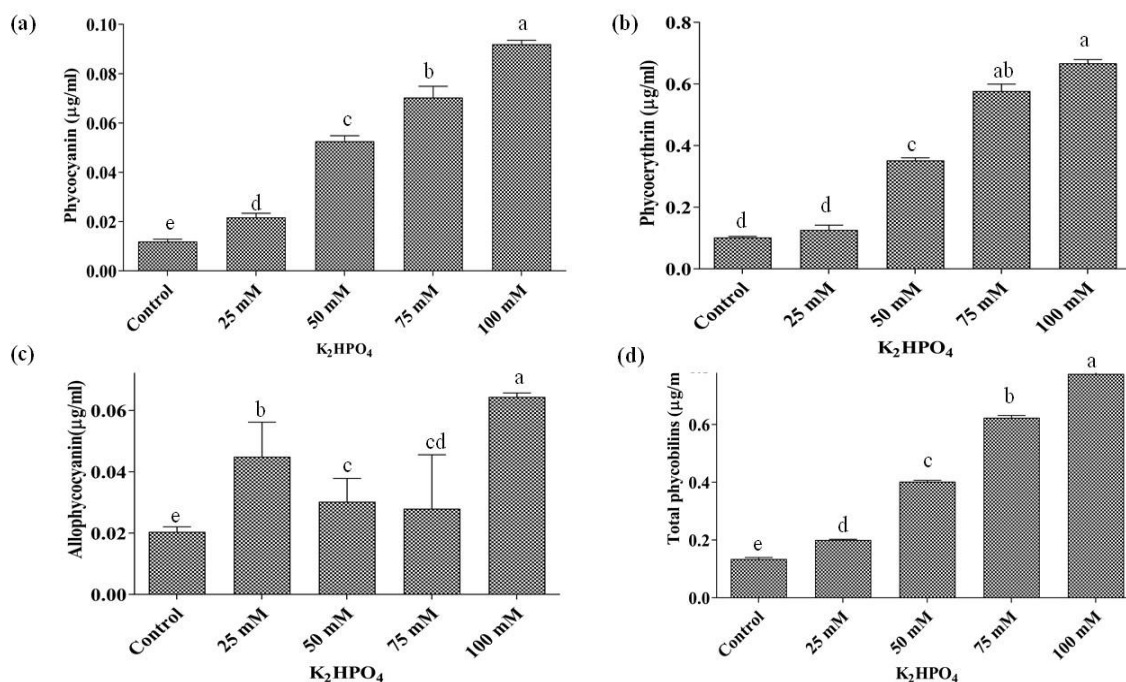 (a)
Phycocyanin (µg/ml)
0.10
0.08
0.06
0.04
0.02
0.00
e
d
c
b
a
Control
25 mM
50 mM
75 mM
100 mM
K₂HPO₄
(b)
Phycoerythrin (µg/ml)
0.8
0.6
0.4
0.2
0.0
d
d
c
ab
a
Control
25 mM
50 mM
75 mM
100 mM
K₂HPO₄
(c)
Allophycocyanin(µg/ml)
0.06
0.04
0.02
0.00
e
b
c
cd
a
Control
25 mM
50 mM
75 mM
100 mM
K₂HPO₄
(d)
Total phycobilins (µg/m
0.6
0.4
0.2
0.0
e
d
c
b
a
Control
25 mM
50 mM
75 mM
100 mM
K₂HPO₄